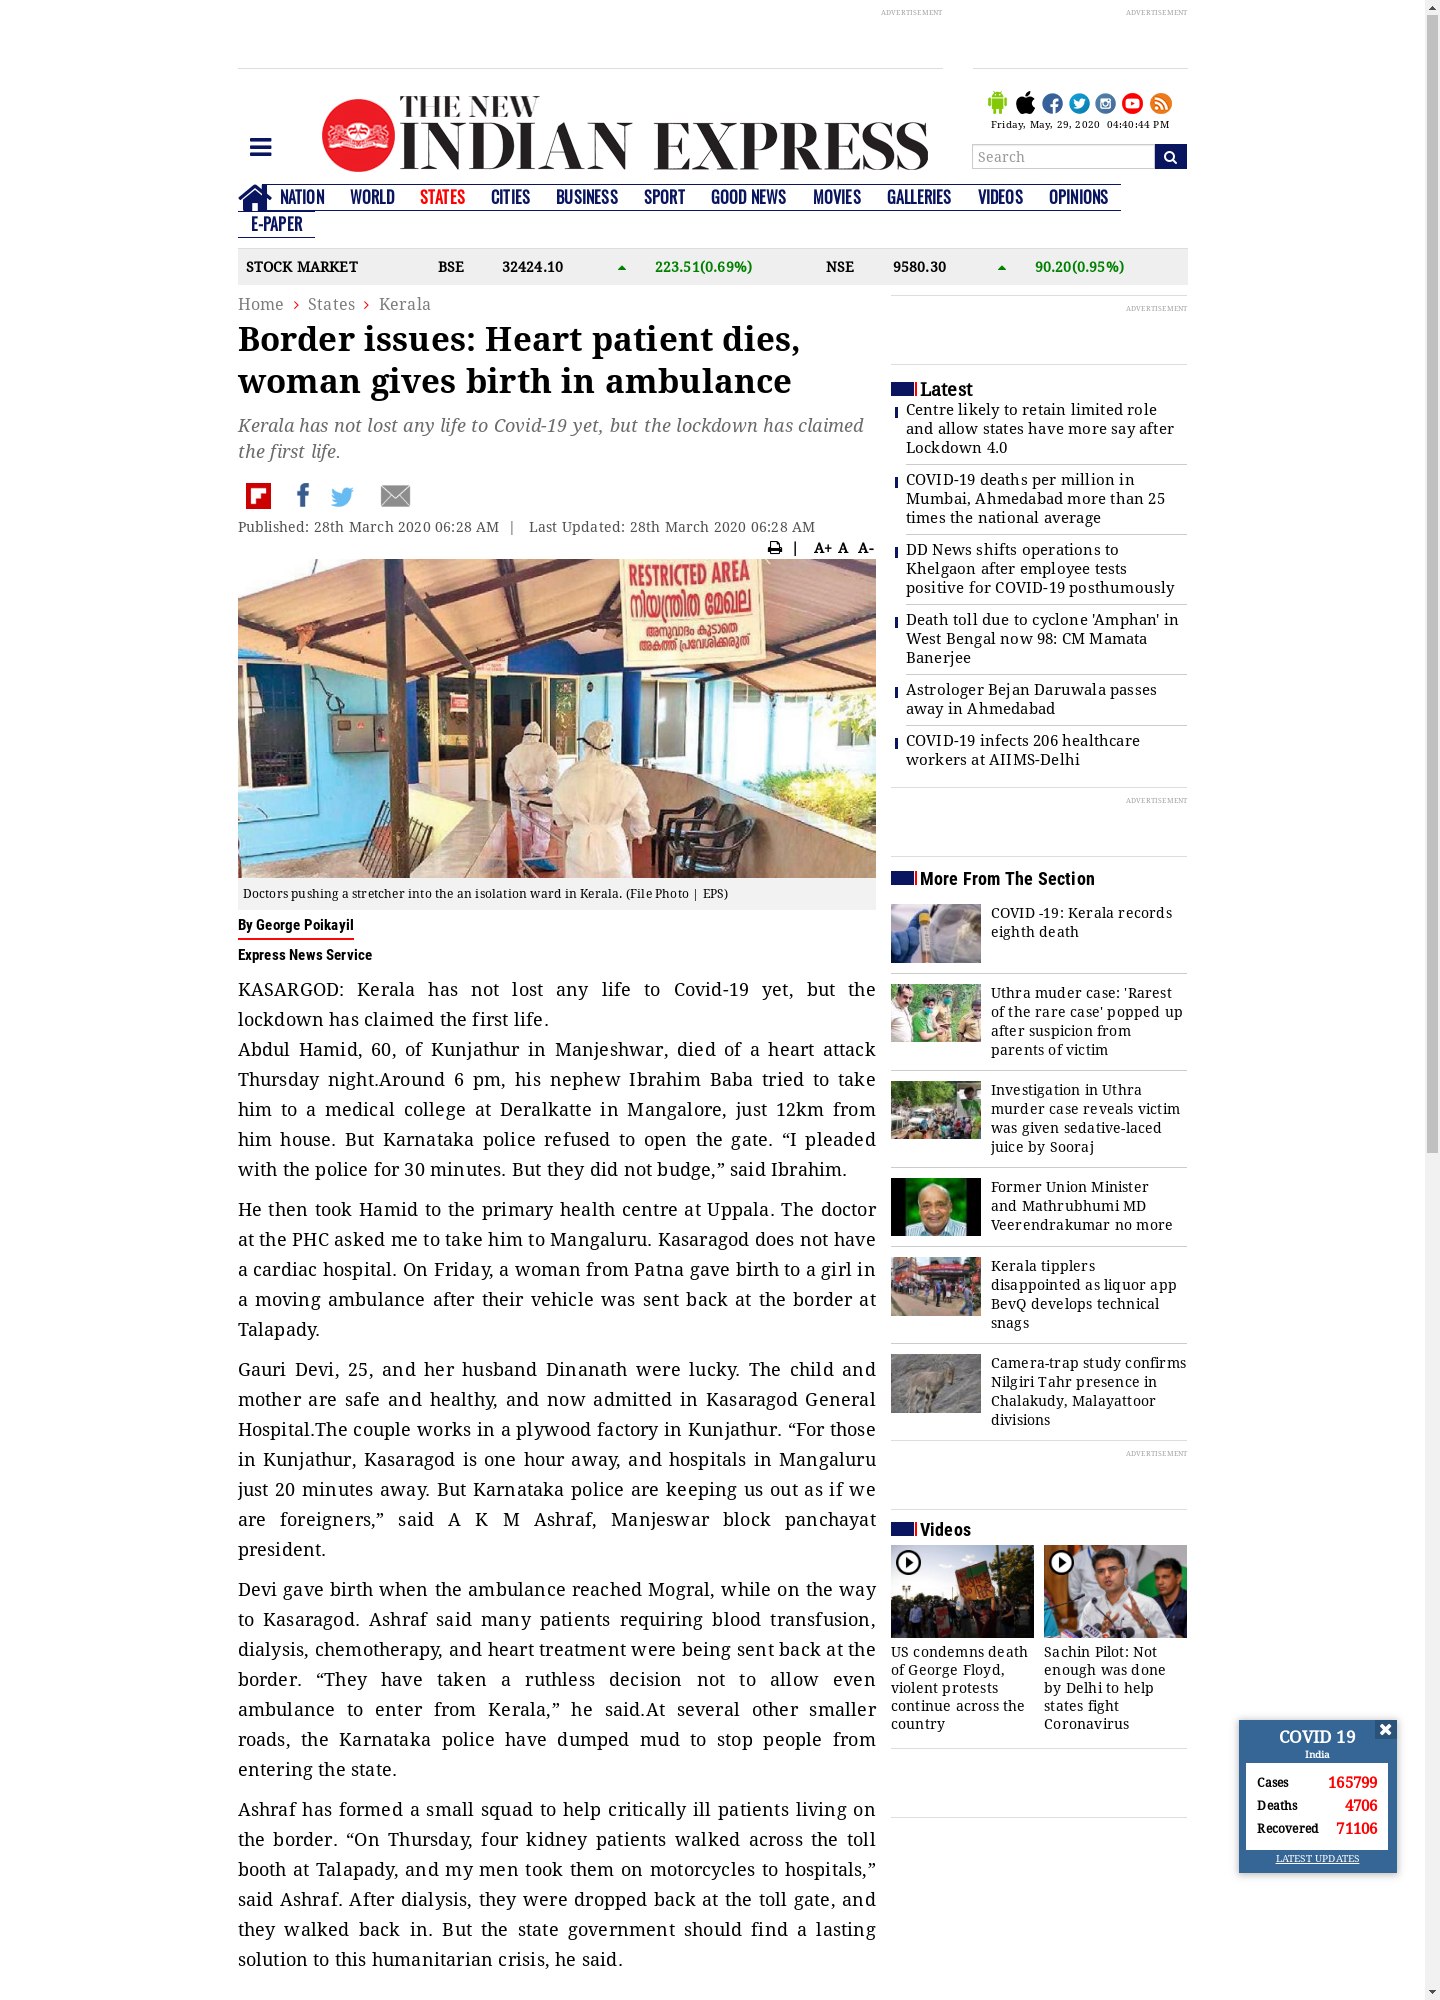 ADVERTISEMENT
ADVERTISEMENT
THE NEW
INDIAN EXPRESS
Friday, May, 29, 2020 04:40:44 PM
Search
NATION WORLD STATES CITIES BUSINESS SPORT GOOD NEWS MOVIES GALLERIES VIDEOS OPINIONS
E-PAPER
STOCK MARKET BSE 32424.10 223.51(0.69%) NSE 9580.30 90.20(0.95%)
Home > States > Kerala
Border issues: Heart patient dies,
woman gives birth in ambulance
Kerala has not lost any life to Covid-19 yet, but the lockdown has claimed
the first life.
Published: 28th March 2020 06:28 AM | Last Updated: 28th March 2020 06:28 AM
| A+ A A-
RESTRICTED AREA
നിയന്ത്രിത മേഖല
അനുവാദം കൂടാതെ
അകത്ത് പ്രവേശിക്കരുത്
Doctors pushing a stretcher into the an isolation ward in Kerala. (File Photo | EPS)
By George Poikayil
Express News Service
KASARGOD: Kerala has not lost any life to Covid-19 yet, but the
lockdown has claimed the first life.
Abdul Hamid, 60, of Kunjathur in Manjeshwar, died of a heart attack
Thursday night.Around 6 pm, his nephew Ibrahim Baba tried to take
him to a medical college at Deralkatte in Mangalore, just 12km from
him house. But Karnataka police refused to open the gate. “I pleaded
with the police for 30 minutes. But they did not budge,” said Ibrahim.
He then took Hamid to the primary health centre at Uppala. The doctor
at the PHC asked me to take him to Mangaluru. Kasaragod does not have
a cardiac hospital. On Friday, a woman from Patna gave birth to a girl in
a moving ambulance after their vehicle was sent back at the border at
Talapady.
Gauri Devi, 25, and her husband Dinanath were lucky. The child and
mother are safe and healthy, and now admitted in Kasaragod General
Hospital.The couple works in a plywood factory in Kunjathur. “For those
in Kunjathur, Kasaragod is one hour away, and hospitals in Mangaluru
just 20 minutes away. But Karnataka police are keeping us out as if we
are foreigners,” said A K M Ashraf, Manjeswar block panchayat
president.
Devi gave birth when the ambulance reached Mogral, while on the way
to Kasaragod. Ashraf said many patients requiring blood transfusion,
dialysis, chemotherapy, and heart treatment were being sent back at the
border. “They have taken a ruthless decision not to allow even
ambulance to enter from Kerala,” he said.At several other smaller
roads, the Karnataka police have dumped mud to stop people from
entering the state.
Ashraf has formed a small squad to help critically ill patients living on
the border. “On Thursday, four kidney patients walked across the toll
booth at Talapady, and my men took them on motorcycles to hospitals,”
said Ashraf. After dialysis, they were dropped back at the toll gate, and
they walked back in. But the state government should find a lasting
solution to this humanitarian crisis, he said.
ADVERTISEMENT
Latest
Centre likely to retain limited role
and allow states have more say after
Lockdown 4.0
COVID-19 deaths per million in
Mumbai, Ahmedabad more than 25
times the national average
DD News shifts operations to
Khelgaon after employee tests
positive for COVID-19 posthumously
Death toll due to cyclone 'Amphan' in
West Bengal now 98: CM Mamata
Banerjee
Astrologer Bejan Daruwala passes
away in Ahmedabad
COVID-19 infects 206 healthcare
workers at AIIMS-Delhi
ADVERTISEMENT
More From The Section
COVID -19: Kerala records
eighth death
Uthra muder case: 'Rarest
of the rare case' popped up
after suspicion from
parents of victim
Investigation in Uthra
murder case reveals victim
was given sedative-laced
juice by Sooraj
Former Union Minister
and Mathrubhumi MD
Veerendrakumar no more
Kerala tipplers
disappointed as liquor app
BevQ develops technical
snags
Camera-trap study confirms
Nilgiri Tahr presence in
Chalakudy, Malayattoor
divisions
ADVERTISEMENT
Videos
US condemns death
of George Floyd,
violent protests
continue across the
country
Sachin Pilot: Not
enough was done
by Delhi to help
states fight
Coronavirus
COVID 19
India
Cases 165799
Deaths 4706
Recovered 71106
LATEST UPDATES